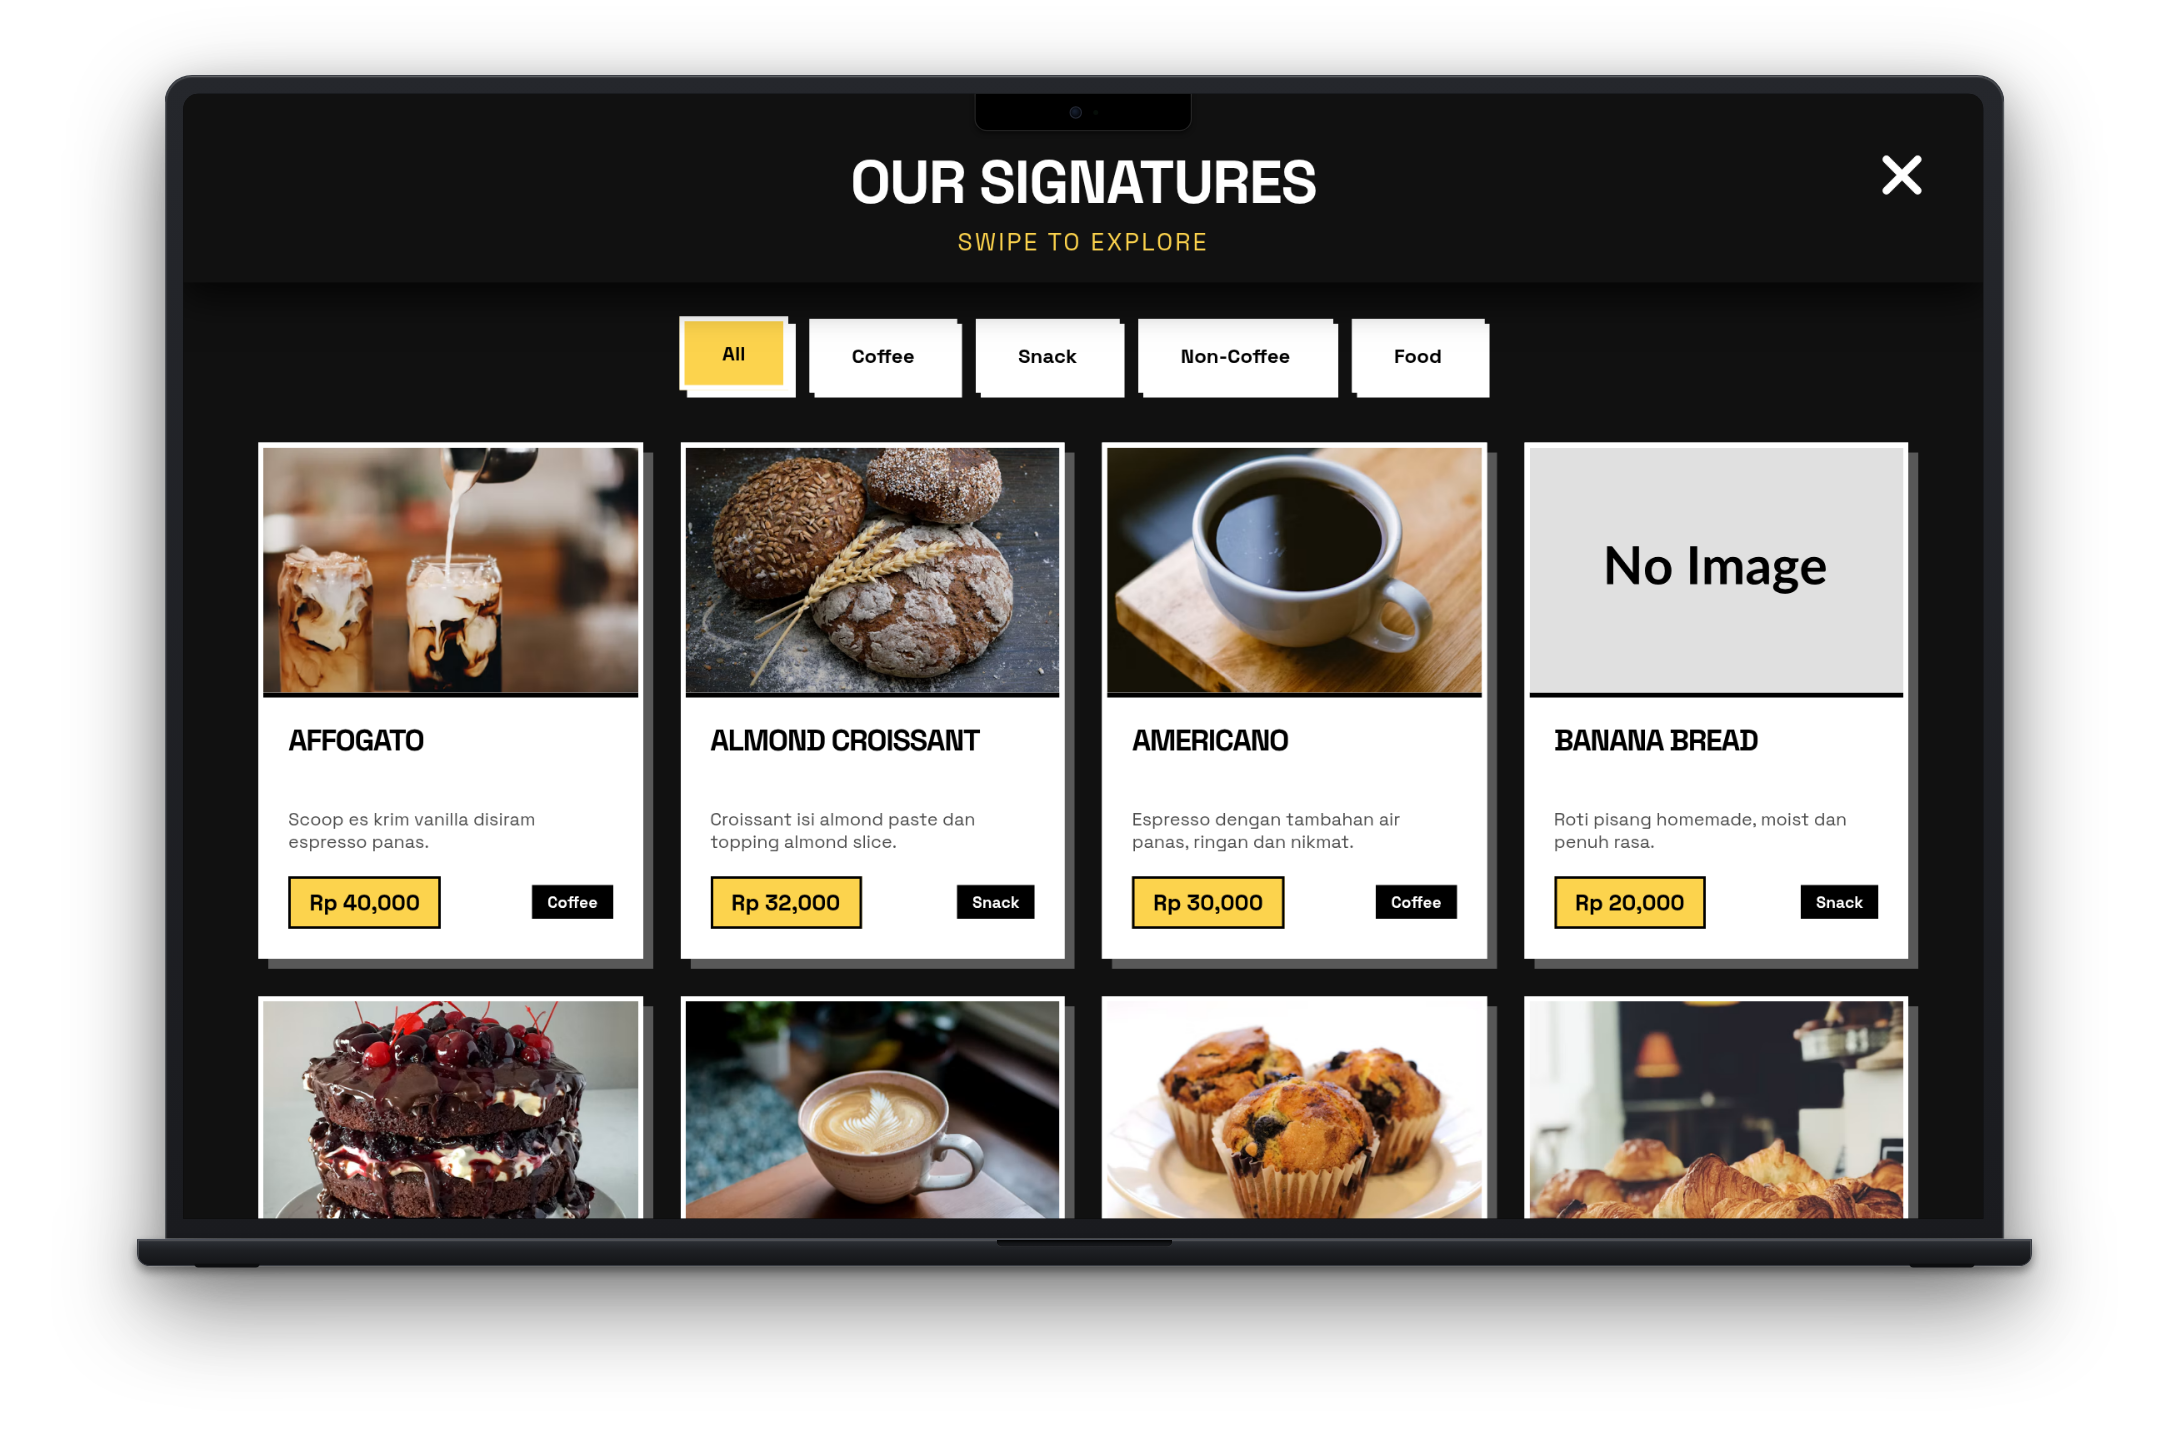 OUR SIGNATURES
SWIPE TO EXPLORE
All
Coffee
Snack
Non-Coffee
Food
No Image
AFFOGATO
Scoop es krim vanilla disiram
espresso panas.
Rp 40,000
Coffee
ALMOND CROISSANT
Croissant isi almond paste dan
topping almond slice.
Rp 32,000
Snack
AMERICANO
Espresso dengan tambahan air
panas, ringan dan nikmat.
Rp 30,000
Coffee
BANANA BREAD
Roti pisang homemade, moist dan
penuh rasa.
Rp 20,000
Snack